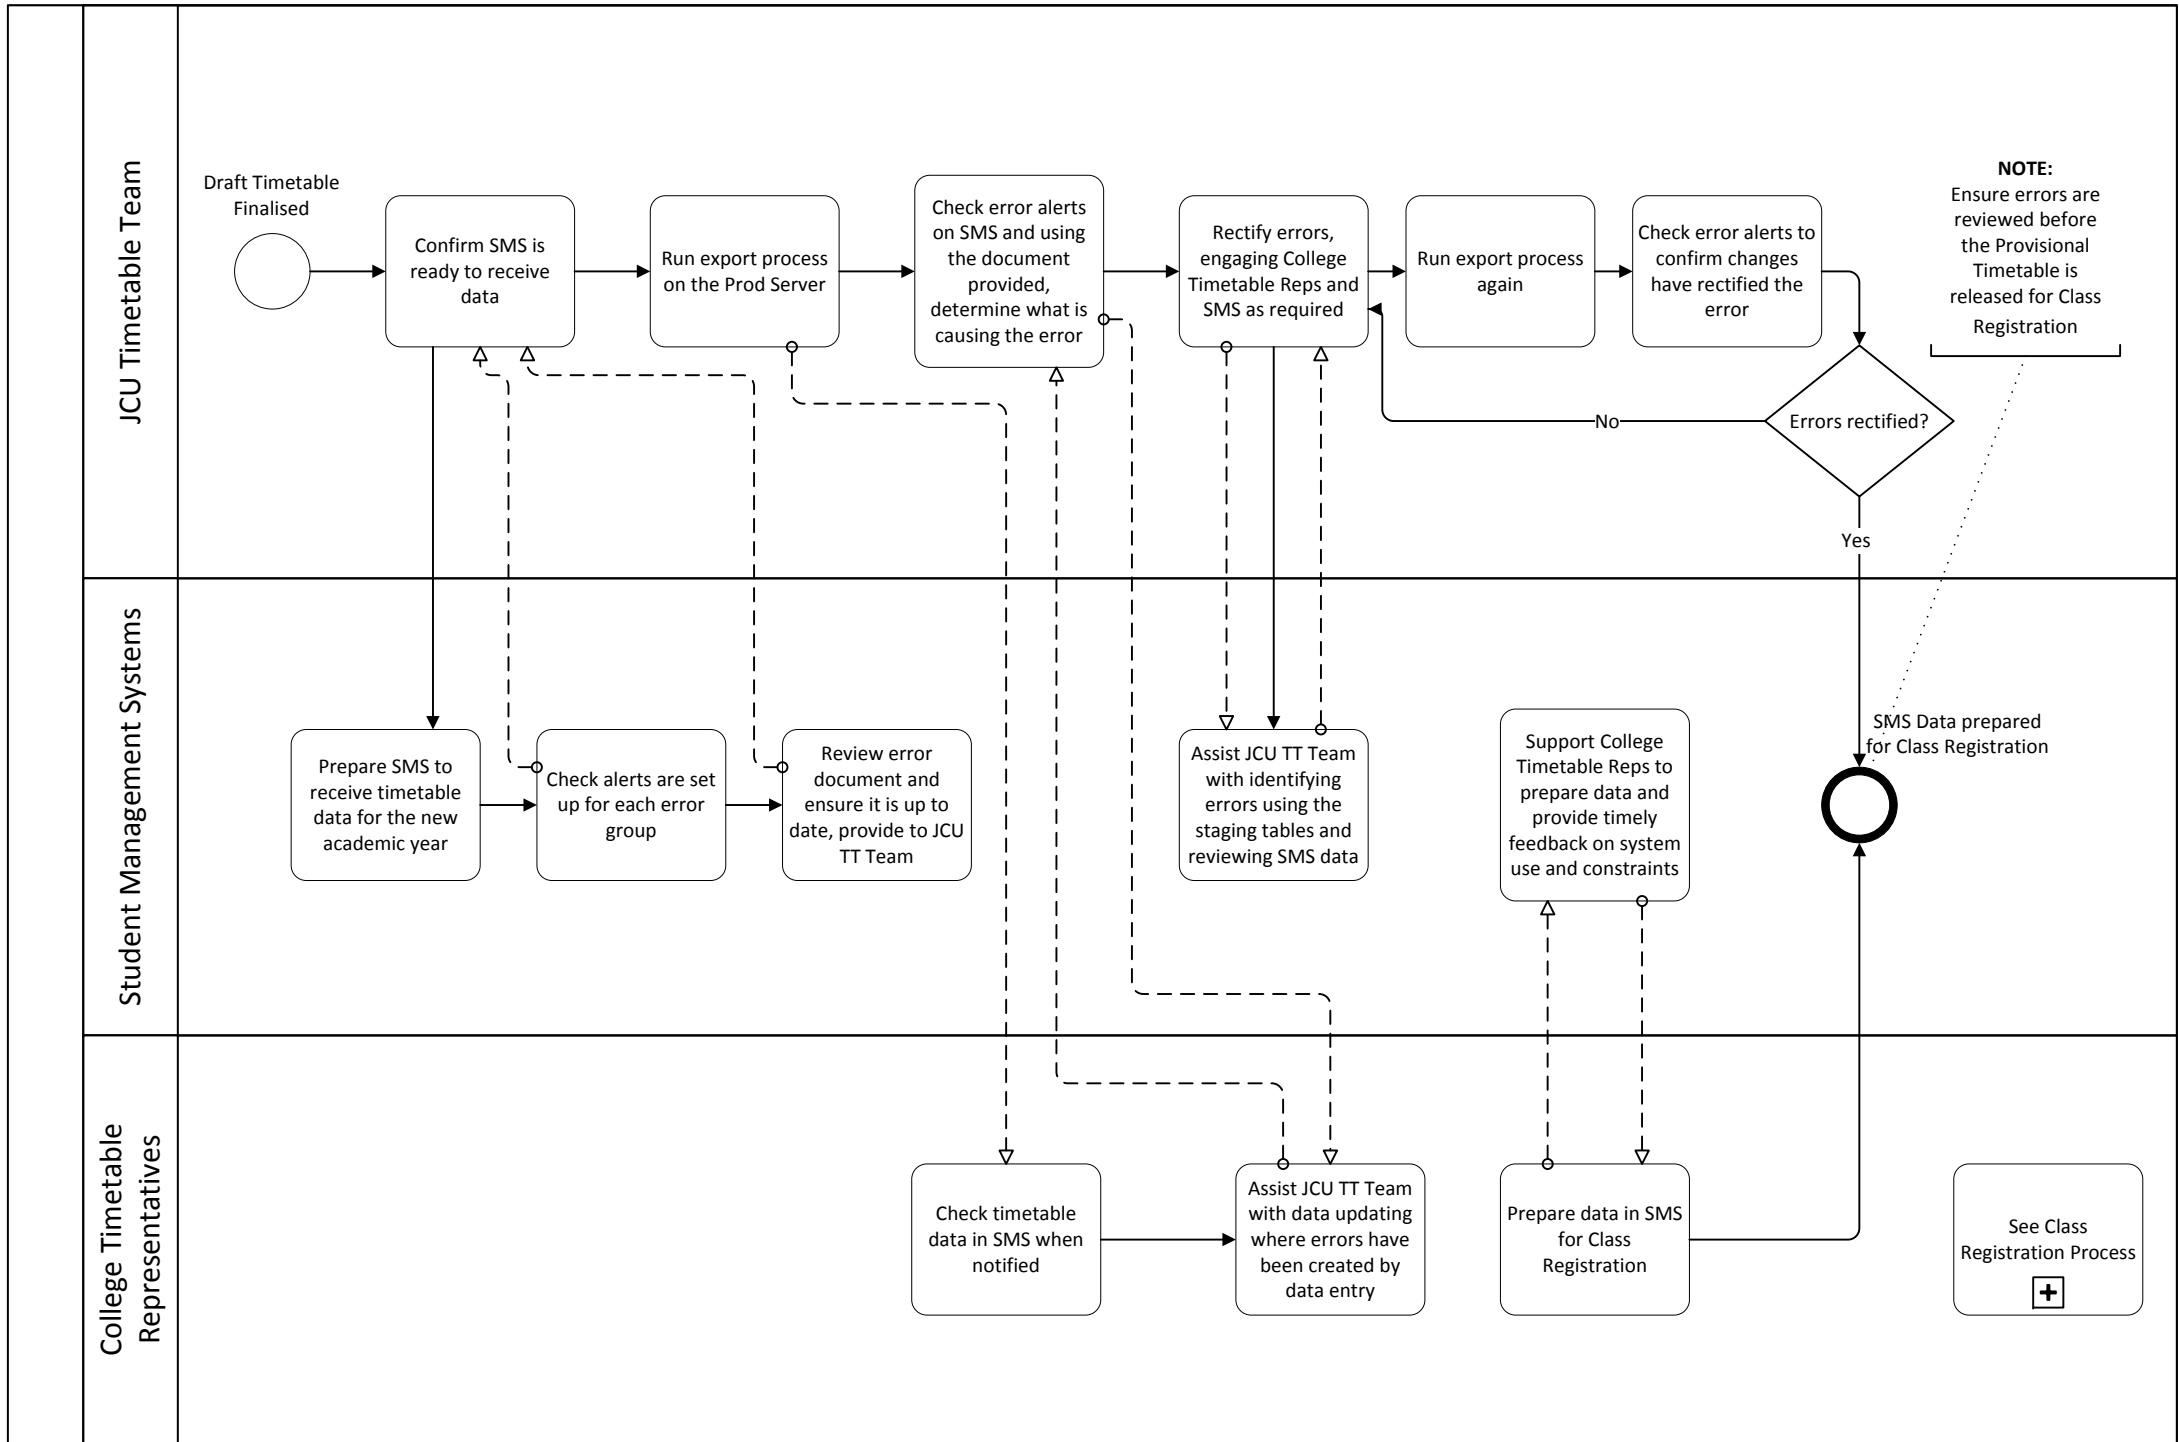 JCU Timetable Team
Draft Timetable
Finalised
Confirm SMS is
ready to receive
data
Run export process
on the Prod Server
Check error alerts
on SMS and using
the document
provided,
determine what is
causing the error
Rectify errors,
engaging College
Timetable Reps and
SMS as required
Run export process
again
Check error alerts to
confirm changes
have rectified the
error
NOTE:
Ensure errors are
reviewed before
the Provisional
Timetable is
released for Class
Registration
Errors rectified?
No
Yes
Student Management Systems
Prepare SMS to
receive timetable
data for the new
academic year
Check alerts are set
up for each error
group
Review error
document and
ensure it is up to
date, provide to JCU
TT Team
Assist JCU TT Team
with identifying
errors using the
staging tables and
reviewing SMS data
Support College
Timetable Reps to
prepare data and
provide timely
feedback on system
use and constraints
SMS Data prepared
for Class Registration
College Timetable
Representatives
Check timetable
data in SMS when
notified
Assist JCU TT Team
with data updating
where errors have
been created by
data entry
Prepare data in SMS
for Class
Registration
See Class
Registration Process